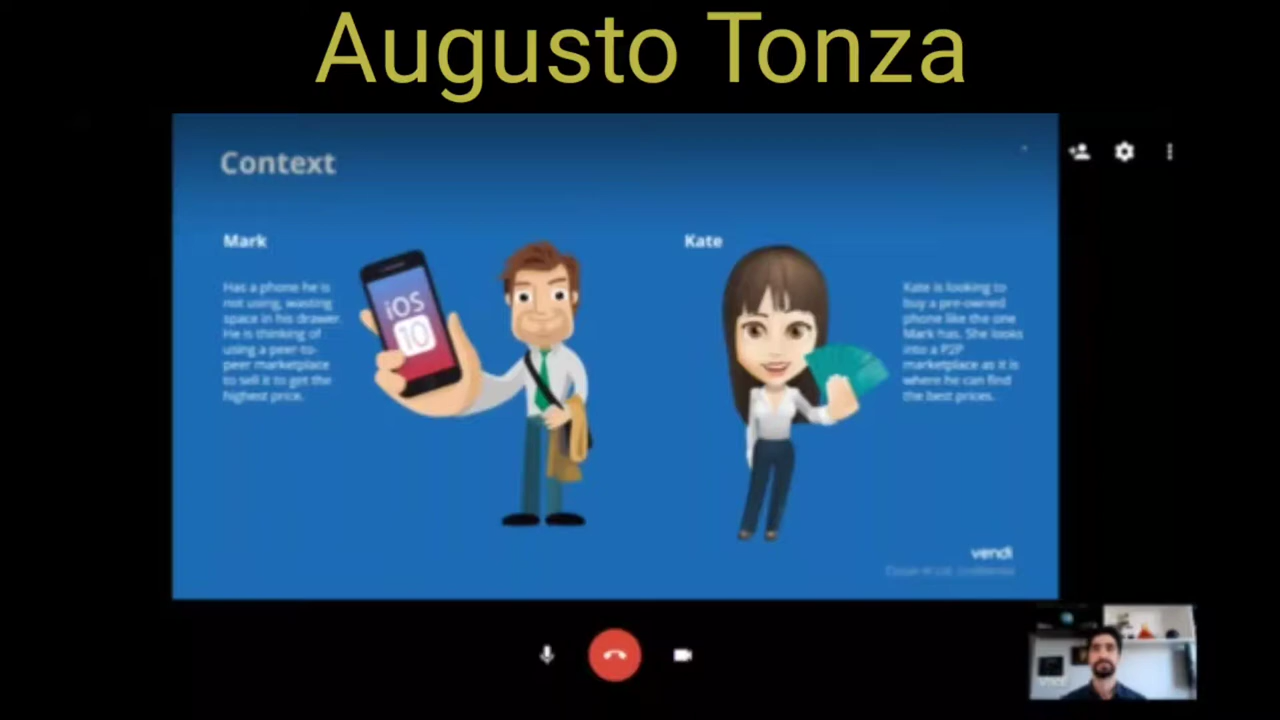 Augusto Tonza
Context
Mark
Kate
Has a phone he is
not using, wasting
space in his drawer.
He is thinking of
using a peer-to-
peer marketplace
to sell it to get the
highest price.
iOS
10
Kate is looking to
buy a pre-owned
phone like the one
Mark has. She looks
into a P2P
marketplace as it is
where he can find
the best prices.
vendi